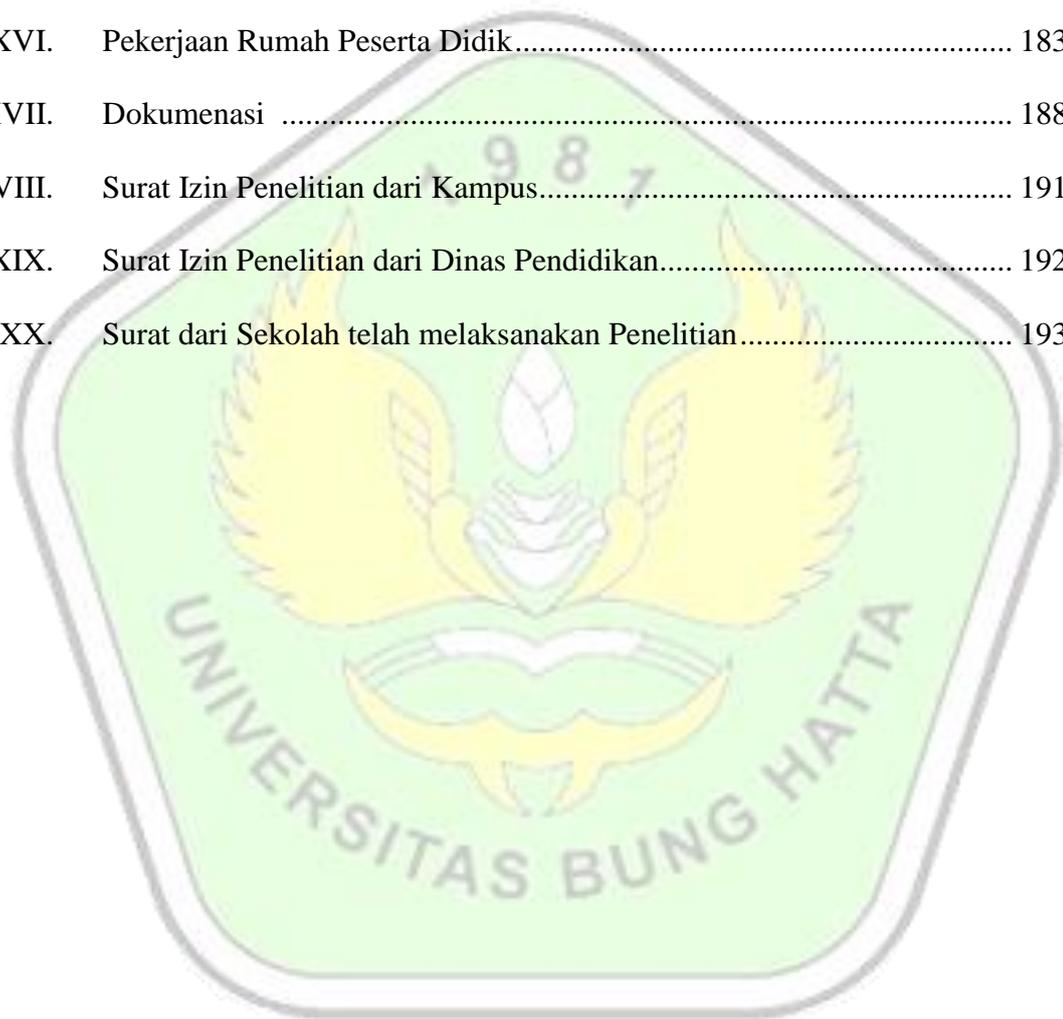 XVI. Pekerjaan Rumah Peserta Didik............................................................... 183
VII. Dokumenasi ............................................................................................ 188
VIII. Surat Izin Penelitian dari Kampus............................................................ 191
XIX. Surat Izin Penelitian dari Dinas Pendidikan............................................ 192
XX. Surat dari Sekolah telah melaksanakan Penelitian.................................. 193
1981
UNIVERSITAS BUNG HATTA